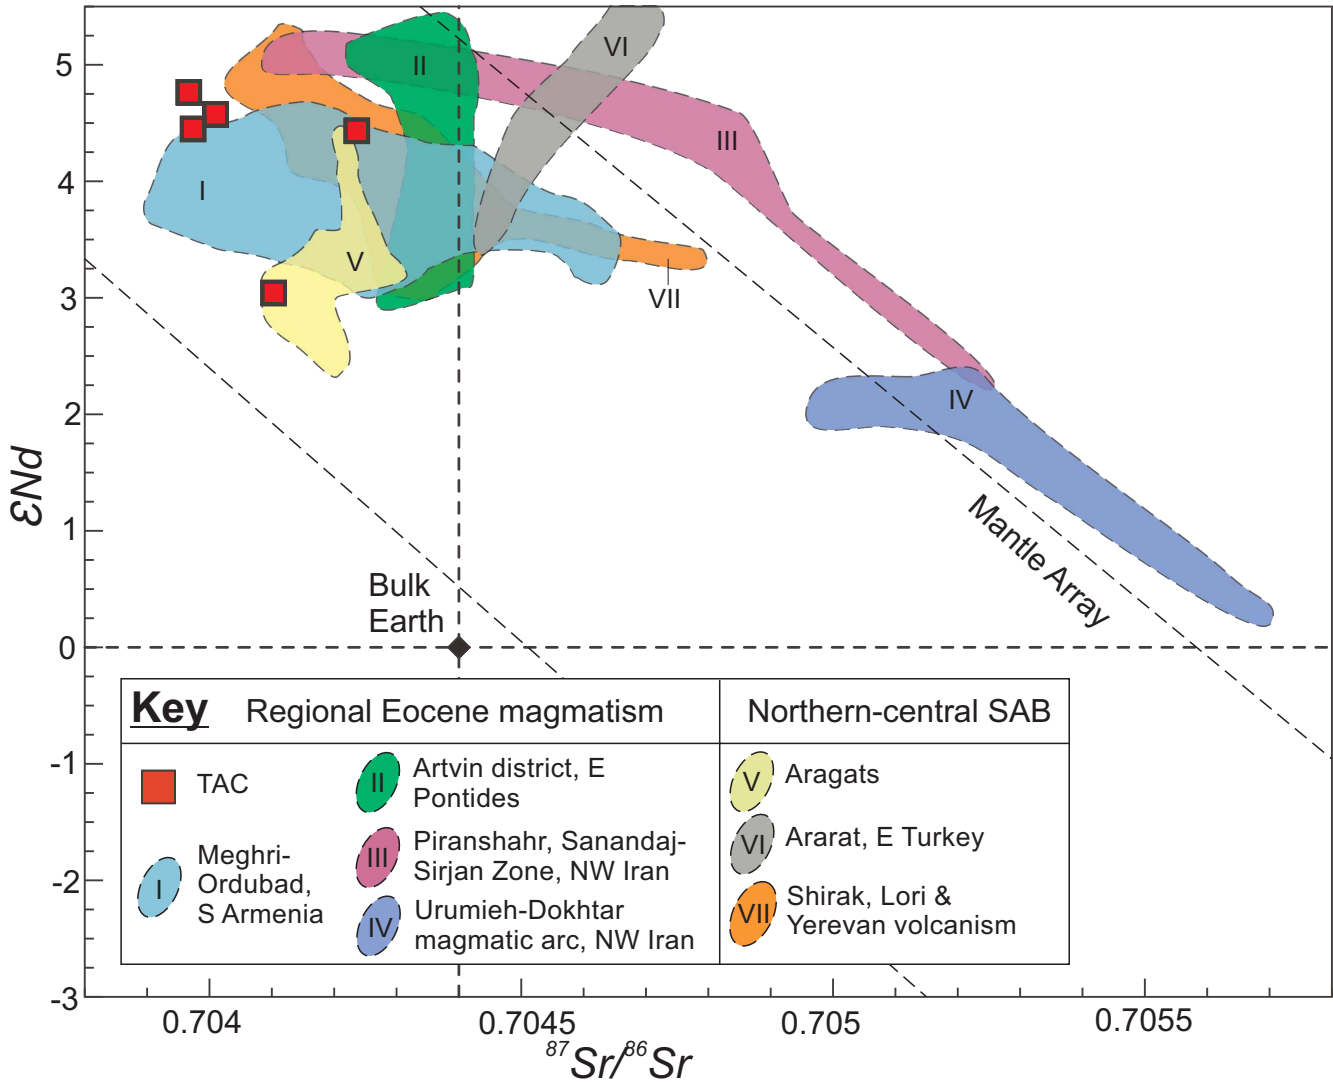 5
4
3
2
1
0
-1
-2
-3
εNd
VI
II
III
I
V
VII
IV
Mantle Array
Bulk
Earth
Key Regional Eocene magmatism
Northern-central SAB
TAC
I Meghri-
Ordubad,
S Armenia
II Artvin district, E
Pontides
III Piranshahr, Sanandaj-
Sirjan Zone, NW Iran
IV Urumieh-Dokhtar
magmatic arc, NW Iran
V Aragats
VI Ararat, E Turkey
VII Shirak, Lori &
Yerevan volcanism
0.704 0.7045 0.705 0.7055
87Sr/86Sr